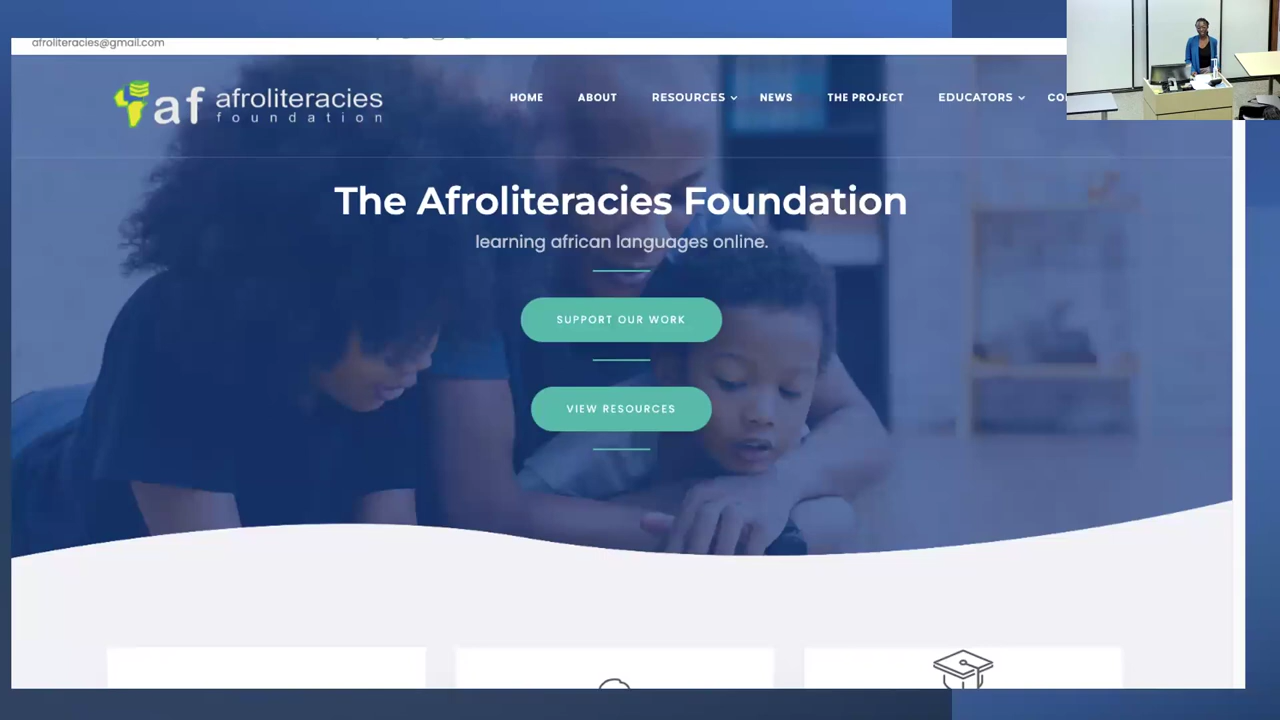 afroliteracies@gmail.com
af afroliteracies
foundation
HOME ABOUT RESOURCES NEWS THE PROJECT EDUCATORS
The Afroliteracies Foundation
learning african languages online.
SUPPORT OUR WORK
VIEW RESOURCES